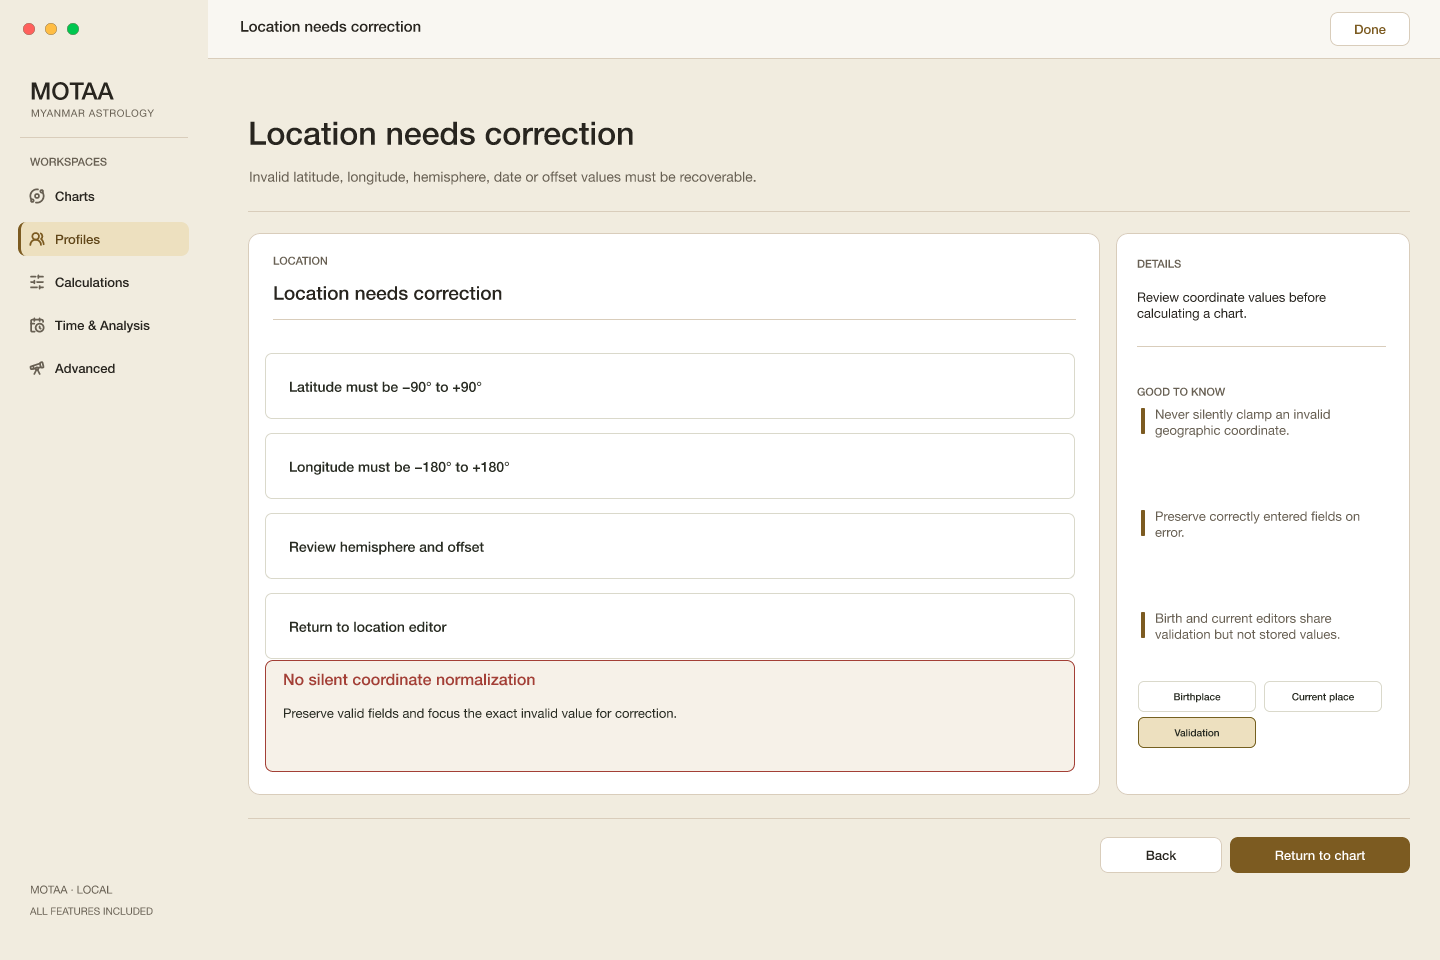 Location needs correction
Done
MOTAA
MYANMAR ASTROLOGY
WORKSPACES
Charts
Profiles
Calculations
Time & Analysis
Advanced
MOTAA · LOCAL
ALL FEATURES INCLUDED
Location needs correction
Invalid latitude, longitude, hemisphere, date or offset values must be recoverable.
LOCATION
Location needs correction
Latitude must be −90° to +90°
Longitude must be −180° to +180°
Review hemisphere and offset
Return to location editor
No silent coordinate normalization
Preserve valid fields and focus the exact invalid value for correction.
DETAILS
Review coordinate values before
calculating a chart.
GOOD TO KNOW
Never silently clamp an invalid
geographic coordinate.
Preserve correctly entered fields on
error.
Birth and current editors share
validation but not stored values.
Birthplace
Current place
Validation
Back
Return to chart